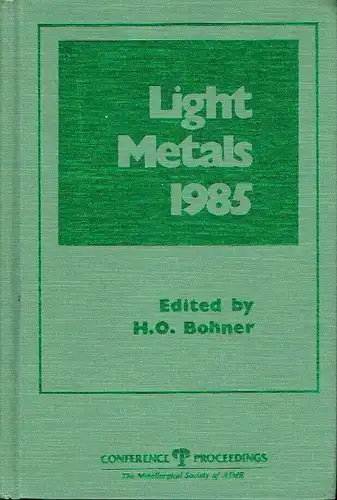 Light
Metals
1985
Edited by
H.O. Bohner
CONFERENCE PROCEEDINGS
The Metallurgical Society of AIME